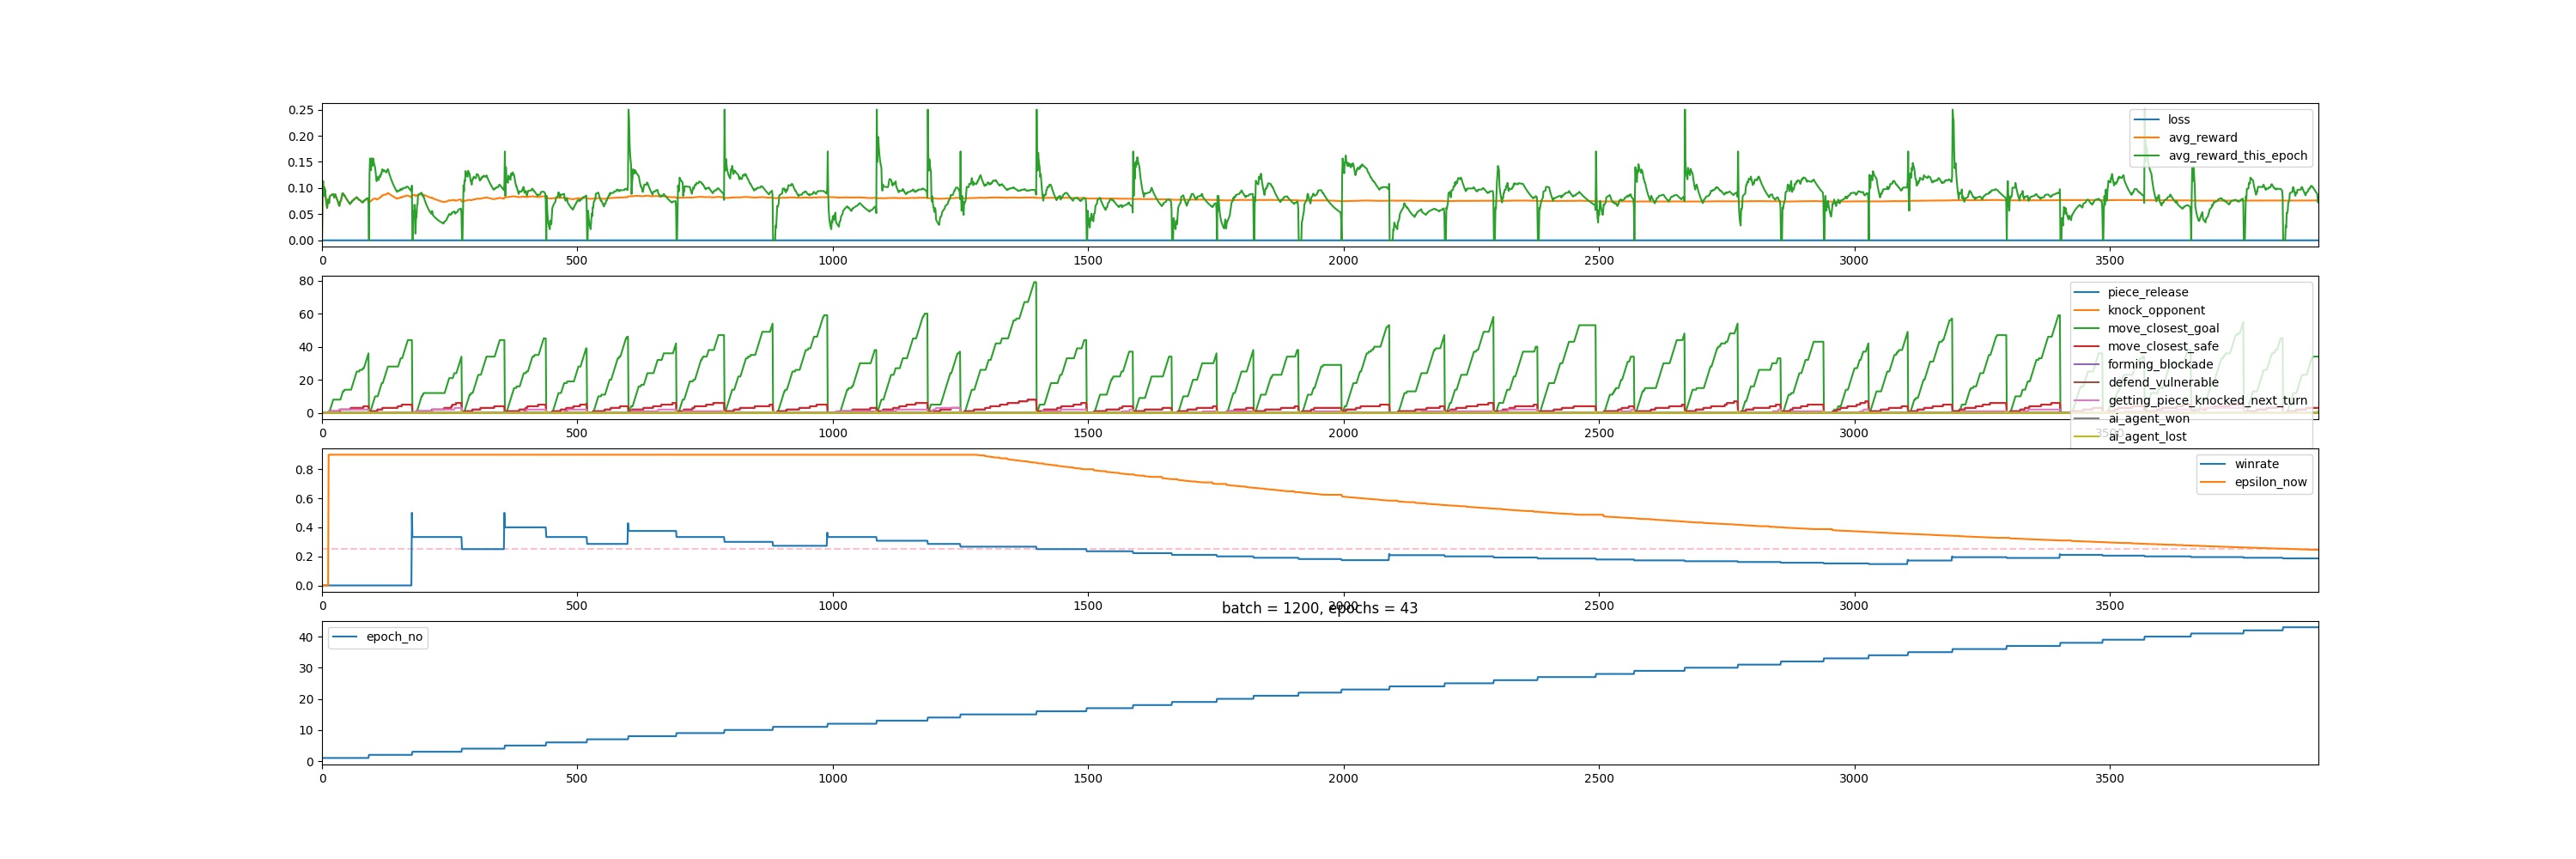 0.25
0.20
0.15
0.10
0.05
0.00
loss
avg_reward
avg_reward_this_epoch
0 500 1000 1500 2000 2500 3000 3500
80
60
40
20
0
piece_release
knock_opponent
move_closest_goal
move_closest_safe
forming_blockade
defend_vulnerable
getting_piece_knocked_next_turn
ai_agent_won
ai_agent_lost
0 500 1000 1500 2000 2500 3000 3500
0.8
0.6
0.4
0.2
0.0
winrate
epsilon_now
0 500 1000 1500 2000 2500 3000 3500
batch = 1200, epochs = 43
40
30
20
10
0
epoch_no
0 500 1000 1500 2000 2500 3000 3500